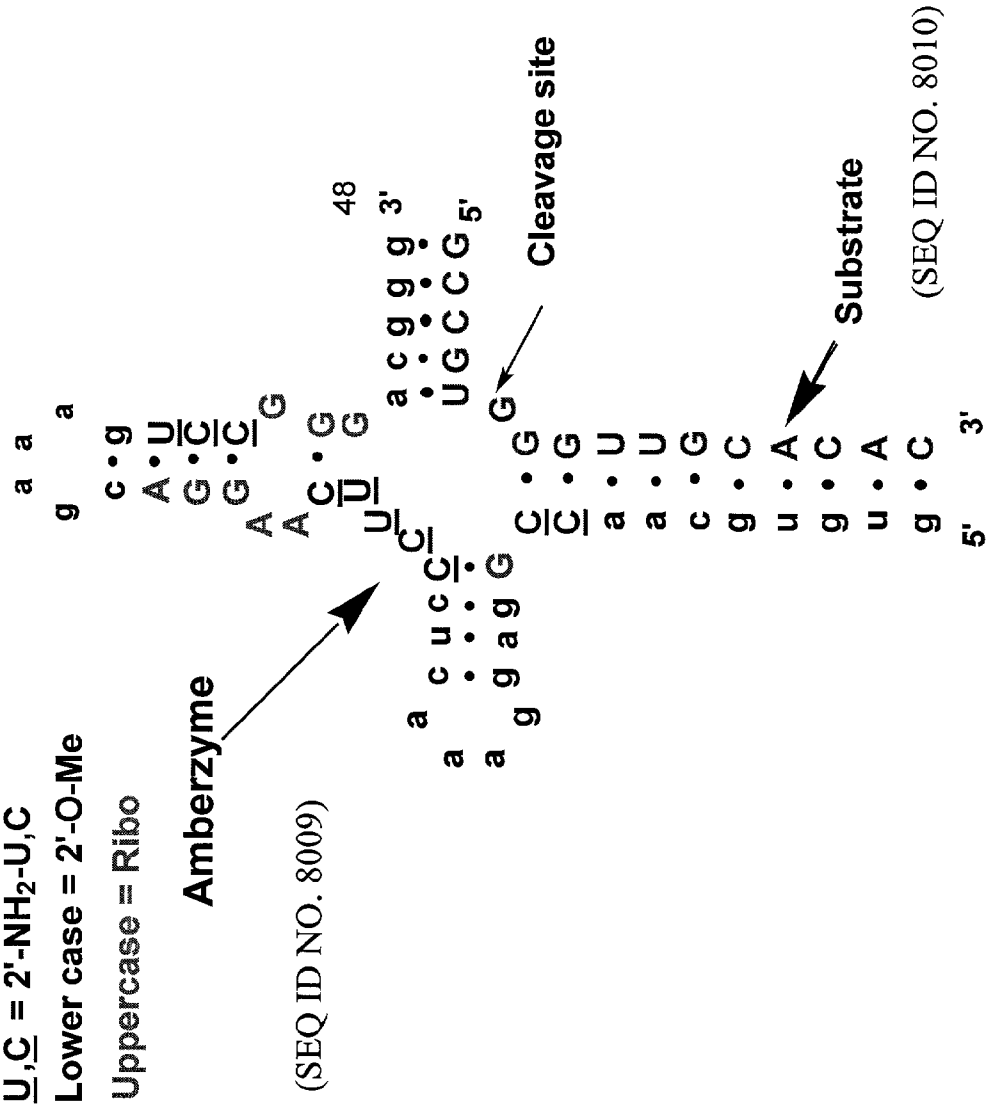 U,C = 2'-NH2-U,C
Lower case = 2'-O-Me
Uppercase = Ribo
Amberzyme
(SEQ ID NO. 8009)
a a
g a
c • g
A • U
G • C
G • C
A G
A
C • G
U G
U
C
48
a c g g g 3'
• • • • •
U G C C G 5'
a c u c C
a • • • •
a g a g G
g
G
Cleavage site
C • G
C • G
a • U
a • U
c • G
g • C
u • A
g • C
u • A
g • C
5' 3'
Substrate
(SEQ ID NO. 8010)